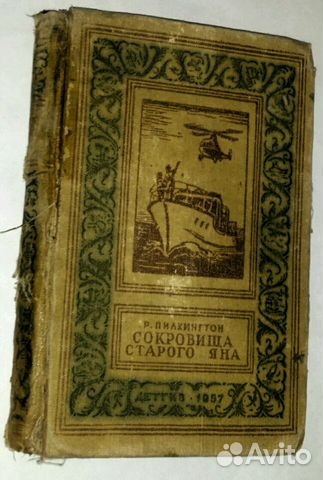 Р. ПИЛКИНГТОН
СОКРОВИЩА
СТАРОГО ЯНА
ДЕТГИЗ · 1957
Avito